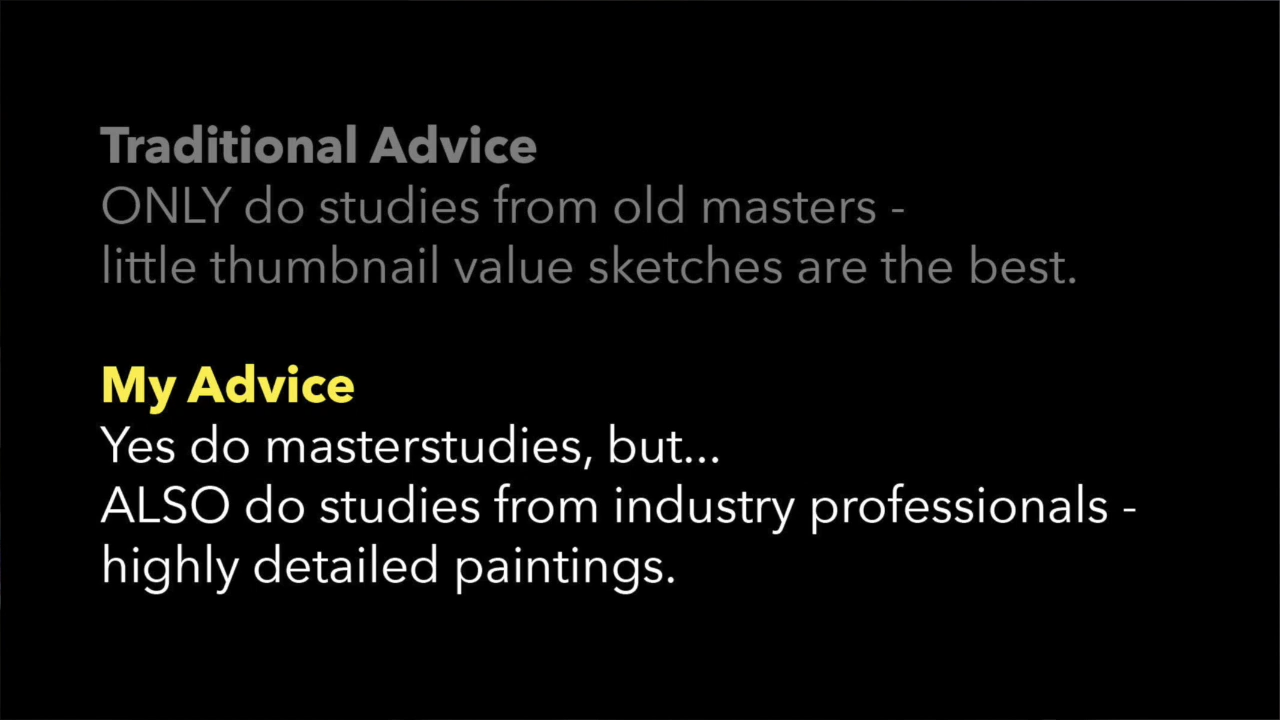 Traditional Advice
ONLY do studies from old masters -
little thumbnail value sketches are the best.
My Advice
Yes do masterstudies, but...
ALSO do studies from industry professionals -
highly detailed paintings.